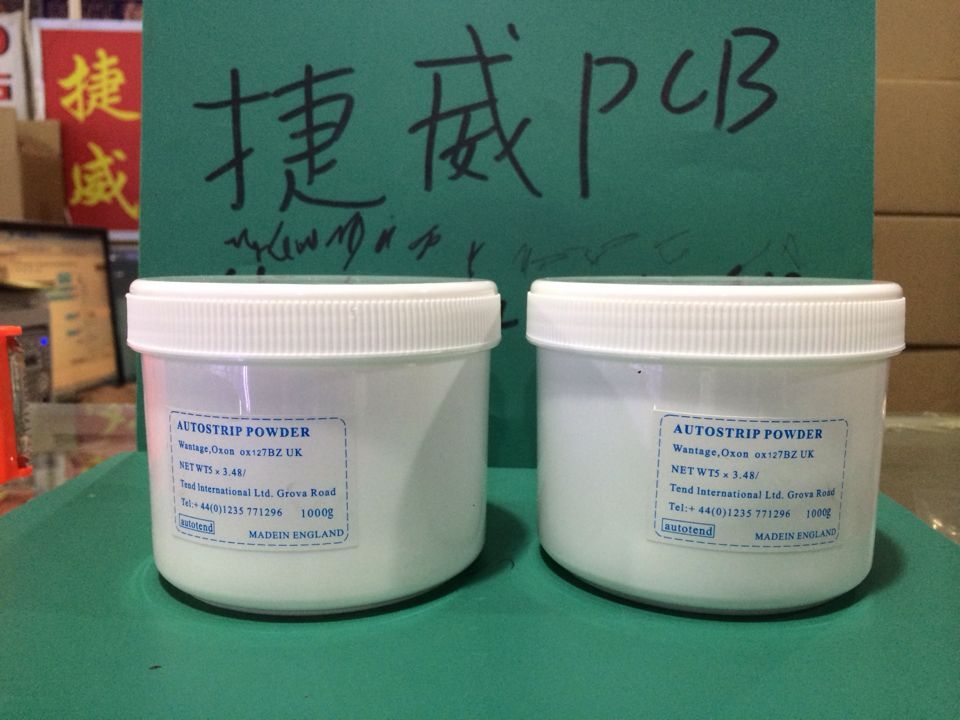 捷
威
捷威PCB
AUTOSTRIP POWDER
Wantage,Oxon ox127BZ UK
NET WT5 × 3.48/
Tend International Ltd. Grova Road
Tel:+ 44(0)1235 771296 1000g
autotend
MADEIN ENGLAND
AUTOSTRIP POWDER
Wantage,Oxon ox127BZ UK
NET WT5 × 3.48/
Tend International Ltd. Grova Road
Tel:+ 44(0)1235 771296 1000g
autotend
MADEIN ENGLAND